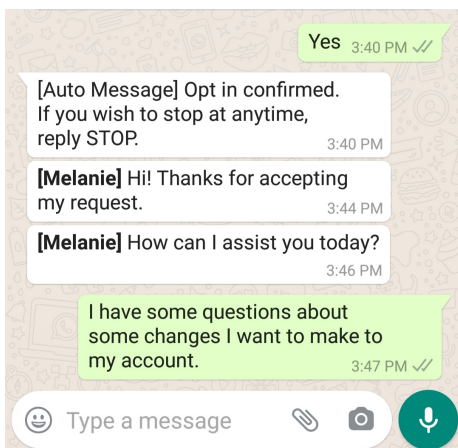 Yes 3:40 PM
[Auto Message] Opt in confirmed.
If you wish to stop at anytime,
reply STOP. 3:40 PM
[Melanie] Hi! Thanks for accepting
my request. 3:44 PM
[Melanie] How can I assist you today?
3:46 PM
I have some questions about
some changes I want to make to
my account. 3:47 PM
Type a message